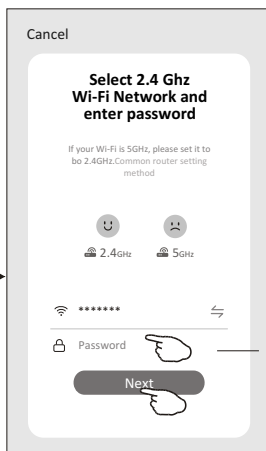 Cancel
Select 2.4 Ghz
Wi-Fi Network and
enter password
If your Wi-Fi is 5GHz, please set it to
bo 2.4GHz.Common router setting
method
2.4GHz 5GHz
*******
Password
Next